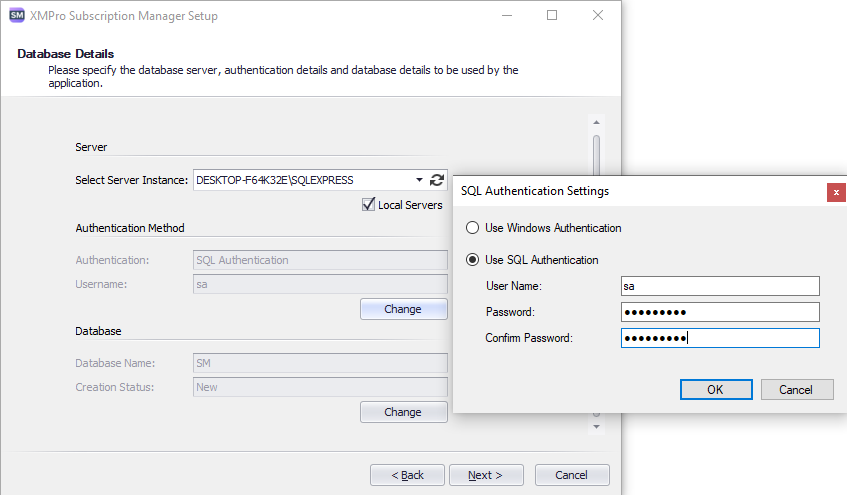 SM XMPro Subscription Manager Setup
Database Details
Please specify the database server, authentication details and database details to be used by the
application.
Server
Select Server Instance: DESKTOP-F64K32E\SQLEXPRESS
Local Servers
Authentication Method
Authentication: SQL Authentication
Username: sa
Change
Database
Database Name: SM
Creation Status: New
Change
< Back Next > Cancel
SQL Authentication Settings
x
Use Windows Authentication
Use SQL Authentication
User Name: sa
Password: ●●●●●●●●●
Confirm Password: ●●●●●●●●●
OK Cancel